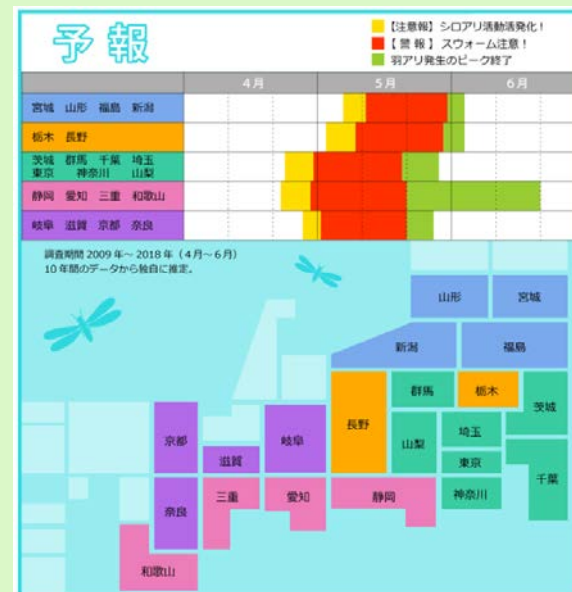 予報
【注意報】シロアリ活動活発化！
【警報】スウォーム注意！
羽アリ発生のピーク終了
4月 5月 6月
宮城 山形 福島 新潟
栃木 長野
茨城 群馬 千葉 埼玉
東京 神奈川 山梨
静岡 愛知 三重 和歌山
岐阜 滋賀 京都 奈良
調査期間 2009年～2018年（4月～6月）
10年間のデータから独自に推定。
山形 宮城
新潟 福島
群馬 栃木
茨城
京都 岐阜 長野 山梨 埼玉
滋賀 東京
千葉
奈良 三重 愛知 静岡 神奈川
和歌山